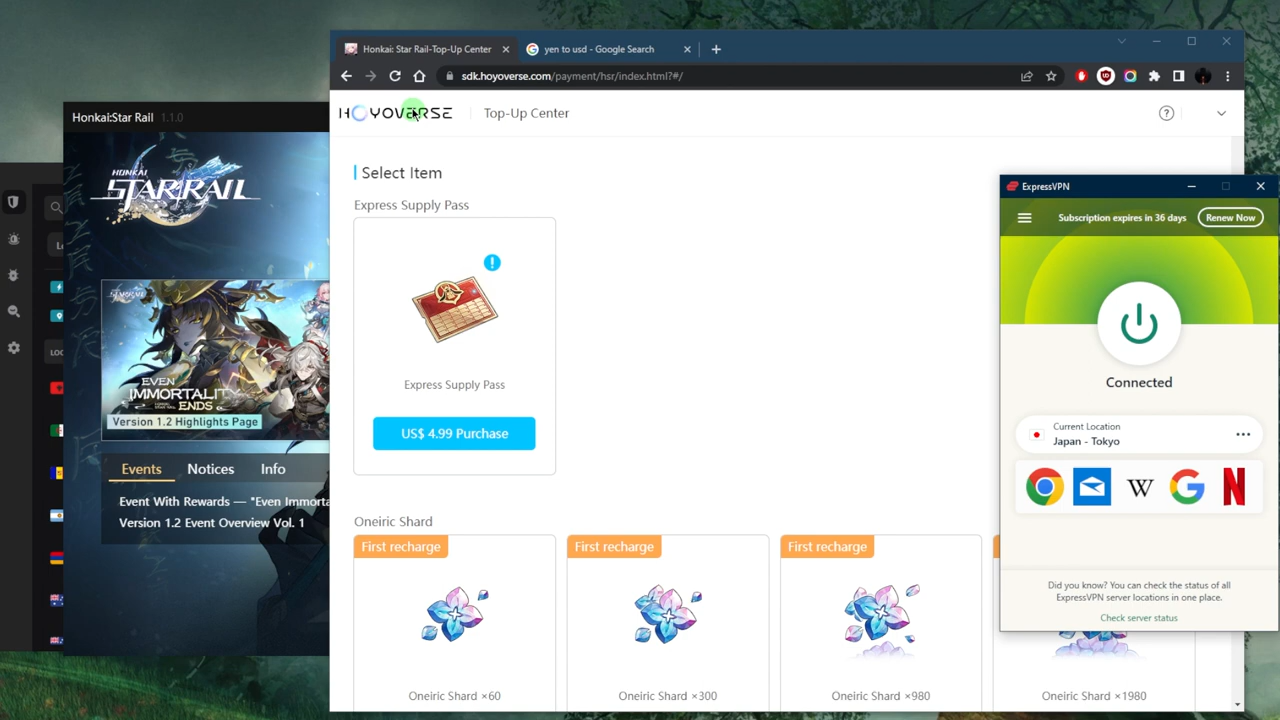 Honkai:Star Rail 1.1.0
HONKAI
STAR RAIL
STARRAIL
EVEN
IMMORTALITY
ENDS
Version 1.2 Highlights Page
Events Notices Info
Event With Rewards — "Even Immorta
Version 1.2 Event Overview Vol. 1
Honkai: Star Rail-Top-Up Center
yen to usd - Google Search
sdk.hoyoverse.com/payment/hsr/index.html?#/
HOYOVERSE
Top-Up Center
Select Item
Express Supply Pass
Express Supply Pass
US$ 4.99 Purchase
Oneiric Shard
First recharge
First recharge
First recharge
Oneiric Shard ×60
Oneiric Shard ×300
Oneiric Shard ×980
Oneiric Shard ×1980
ExpressVPN
Subscription expires in 36 days
Renew Now
Connected
Current Location
Japan - Tokyo
W
G
N
Did you know? You can check the status of all
ExpressVPN server locations in one place.
Check server status